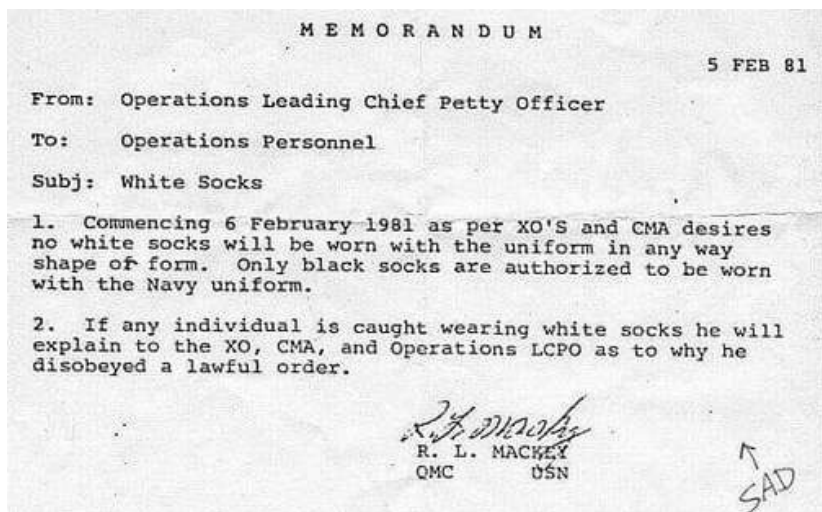 M E M O R A N D U M
5 FEB 81
From: Operations Leading Chief Petty Officer
To: Operations Personnel
Subj: White Socks
1. Commencing 6 February 1981 as per XO'S and CMA desires
no white socks will be worn with the uniform in any way
shape or form. Only black socks are authorized to be worn
with the Navy uniform.
2. If any individual is caught wearing white socks he will
explain to the XO, CMA, and Operations LCPO as to why he
disobeyed a lawful order.
R. L. Mackey
R. L. MACKEY
QMC USN
SAD